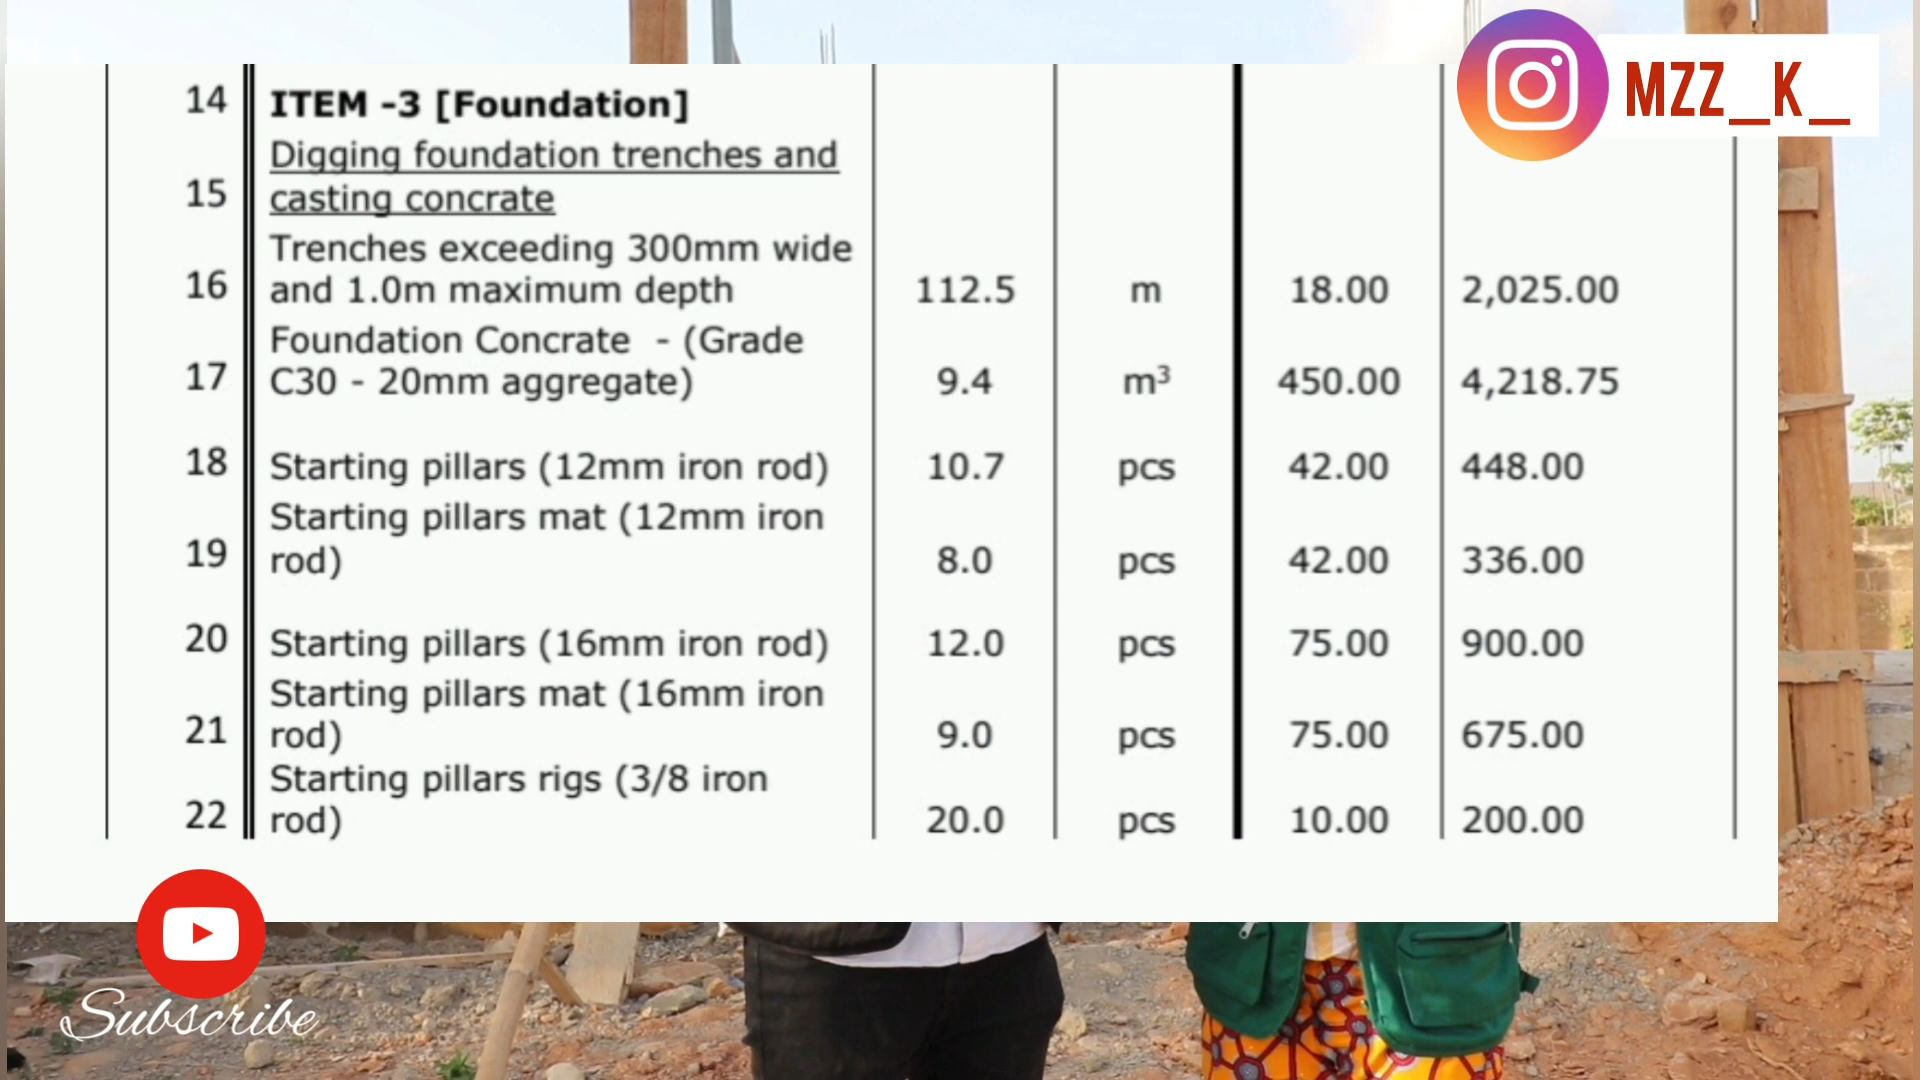 MZZ_K_
14 ITEM -3 [Foundation]
Digging foundation trenches and
15 casting concrete
Trenches exceeding 300mm wide
16 and 1.0m maximum depth 112.5 m 18.00 2,025.00
Foundation Concrete - (Grade
17 C30 - 20mm aggregate) 9.4 m³ 450.00 4,218.75
18 Starting pillars (12mm iron rod) 10.7 pcs 42.00 448.00
Starting pillars mat (12mm iron
19 rod) 8.0 pcs 42.00 336.00
20 Starting pillars (16mm iron rod) 12.0 pcs 75.00 900.00
Starting pillars mat (16mm iron
21 rod) 9.0 pcs 75.00 675.00
Starting pillars rigs (3/8 iron
22 rod) 20.0 pcs 10.00 200.00
Subscribe